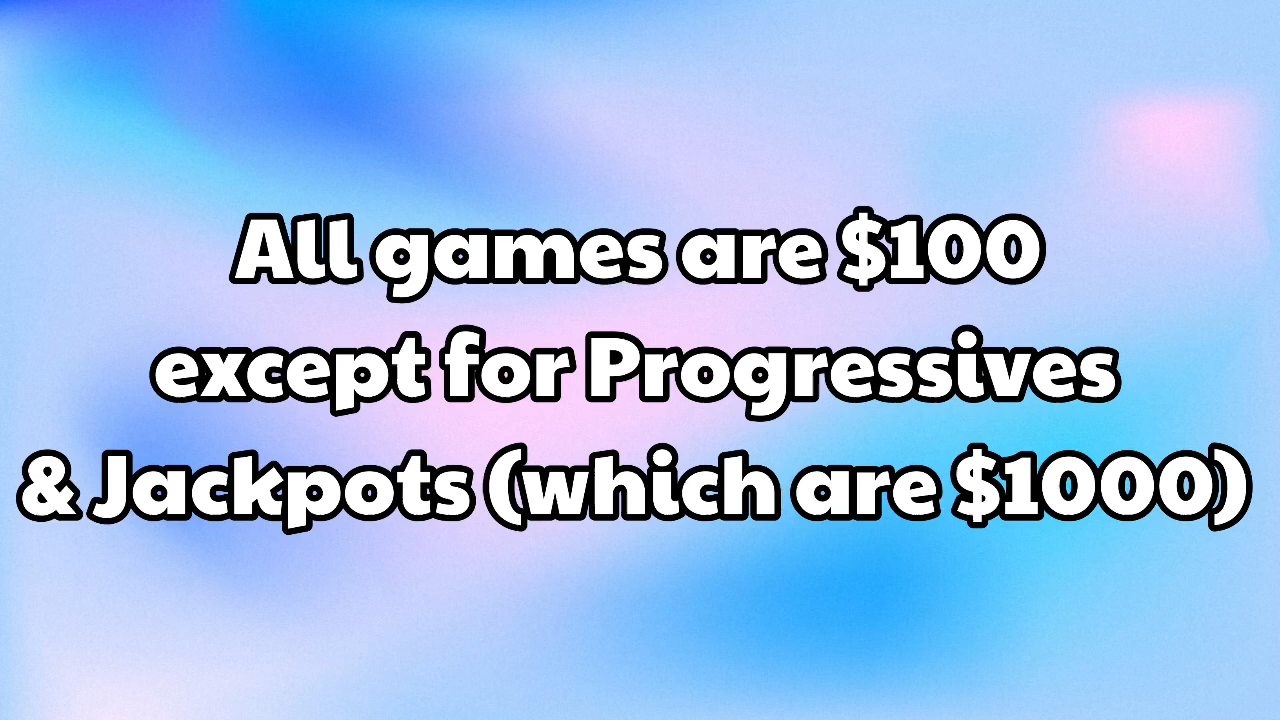 All games are $100
except for Progressives
& Jackpots (which are $1000)